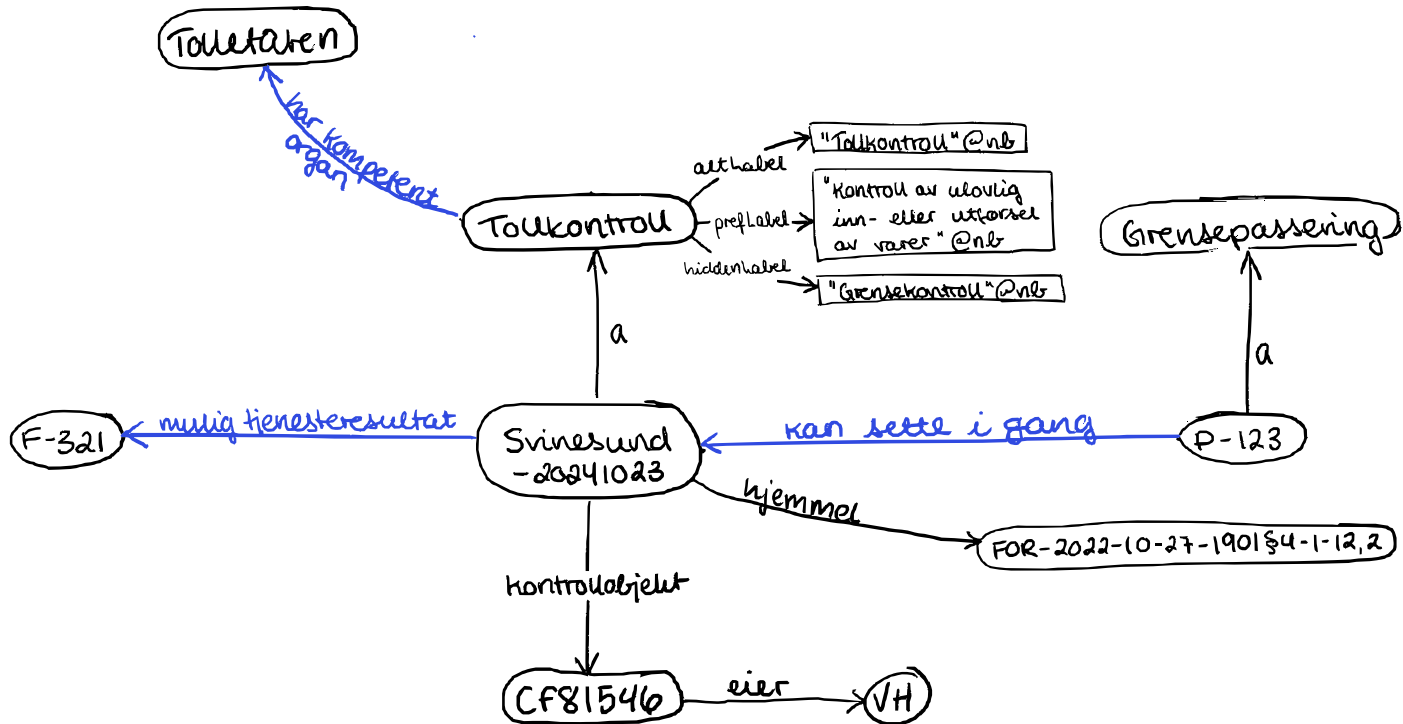 Tolletaten
har kompetent
organ
Tollkontroll
altLabel
"Tollkontroll"@nb
prefLabel
"Kontroll av ulovlig
inn- eller utførsel
av varer"@nb
hiddenLabel
"Grensekontroll"@nb
Grensepassering
a
a
F-321
mulig tjenesteresultat
Svinesund
-20241023
kan sette i gang
P-123
hjemmel
FOR-2022-10-27-1901§4-1-12,2
kontrollobjekt
CF81546
eier
VH